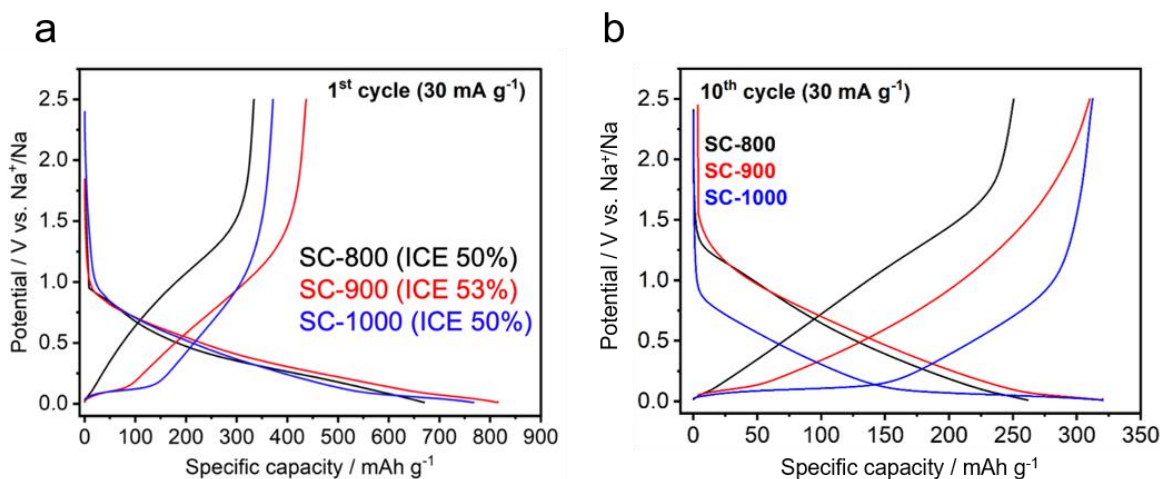 a
1st cycle (30 mA g-1)
2.5
2.0
1.5
1.0
0.5
0.0
Potential / V vs. Na+/Na
SC-800 (ICE 50%)
SC-900 (ICE 53%)
SC-1000 (ICE 50%)
0 100 200 300 400 500 600 700 800 900
Specific capacity / mAh g-1
b
10th cycle (30 mA g-1)
SC-800
SC-900
SC-1000
2.5
2.0
1.5
1.0
0.5
0.0
Potential / V vs. Na+/Na
0 50 100 150 200 250 300 350
Specific capacity / mAh g-1